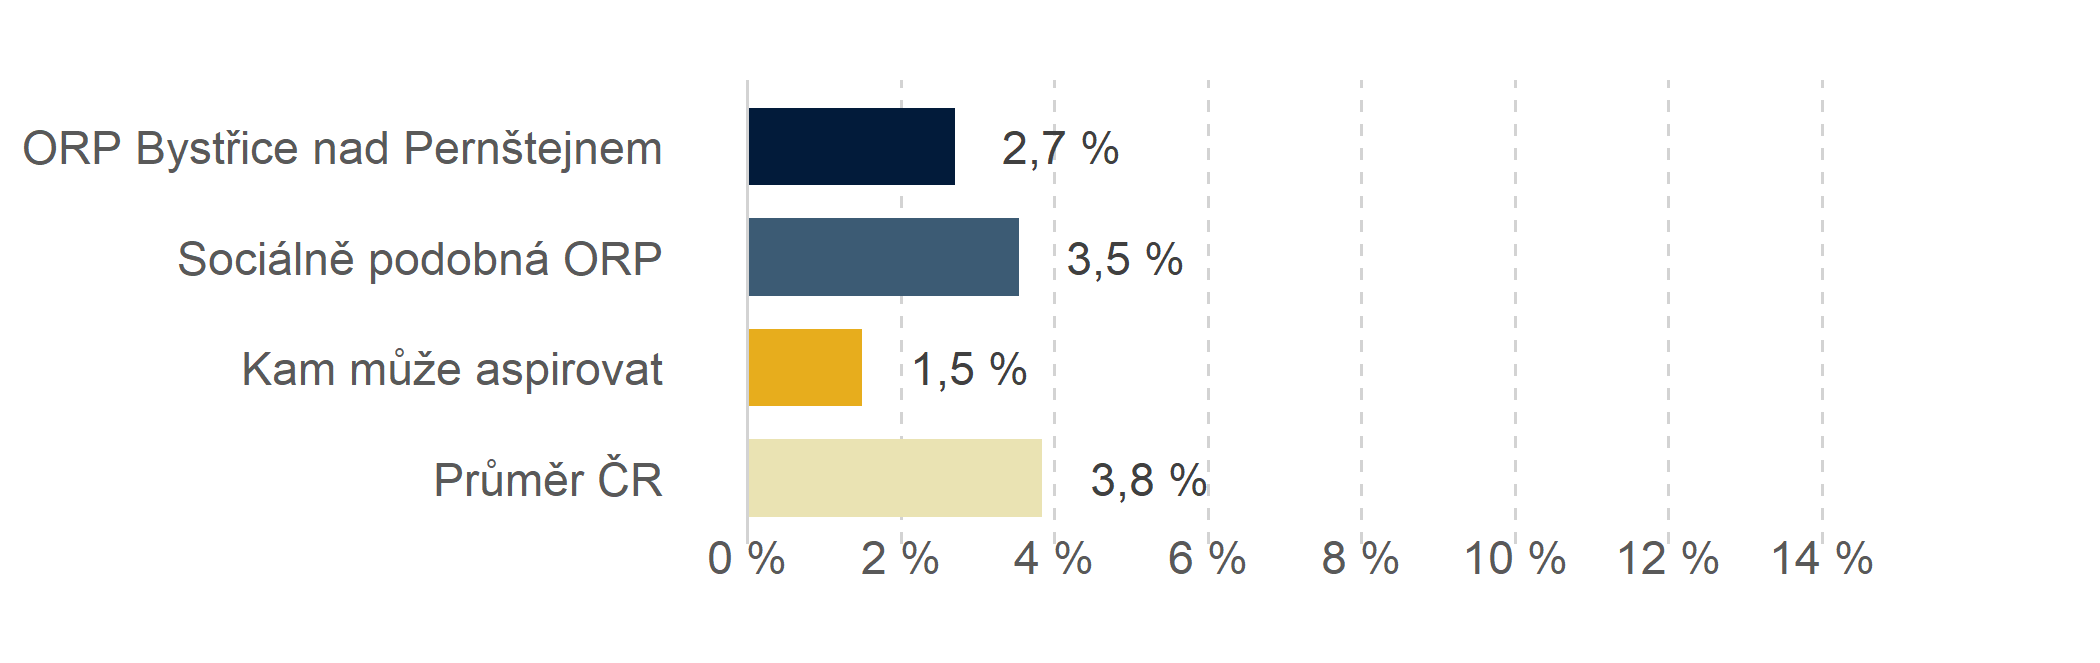 ORP Bystřice nad Pernštejnem 2,7 %
Sociálně podobná ORP 3,5 %
Kam může aspirovat 1,5 %
Průměr ČR 3,8 %
0 % 2 % 4 % 6 % 8 % 10 % 12 % 14 %